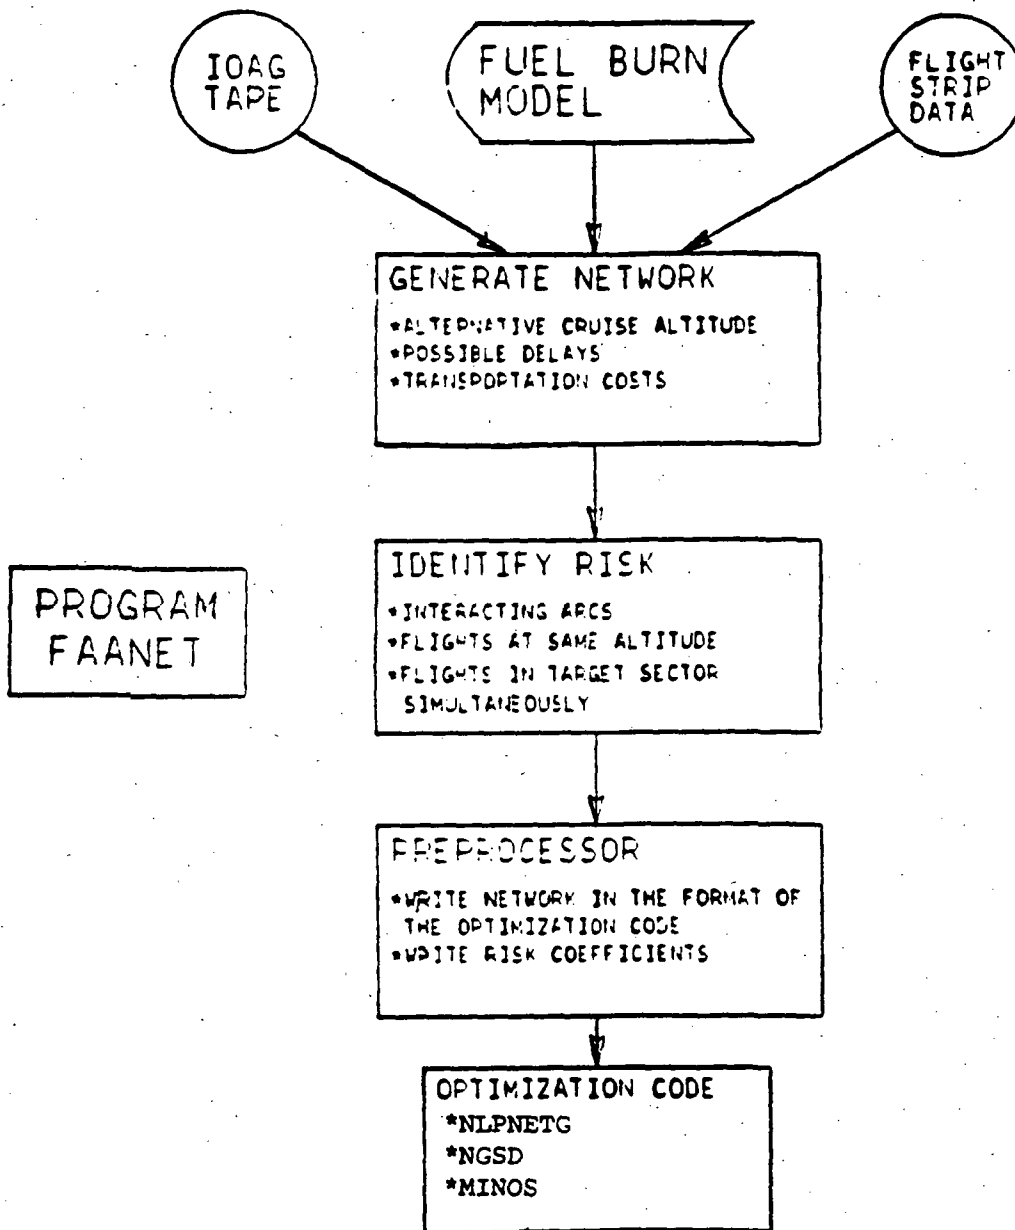 IOAG
TAPE
FUEL BURN
MODEL
FLIGHT
STRIP
DATA
GENERATE NETWORK
*ALTERNATIVE CRUISE ALTITUDE
*POSSIBLE DELAYS
*TRANSPORTATION COSTS
PROGRAM
FAANET
IDENTIFY RISK
*INTERACTING ARCS
*FLIGHTS AT SAME ALTITUDE
*FLIGHTS IN TARGET SECTOR
SIMULTANEOUSLY
PREPROCESSOR
*WRITE NETWORK IN THE FORMAT OF
THE OPTIMIZATION CODE
*WRITE RISK COEFFICIENTS
OPTIMIZATION CODE
*NLPNETG
*NGSD
*MINOS